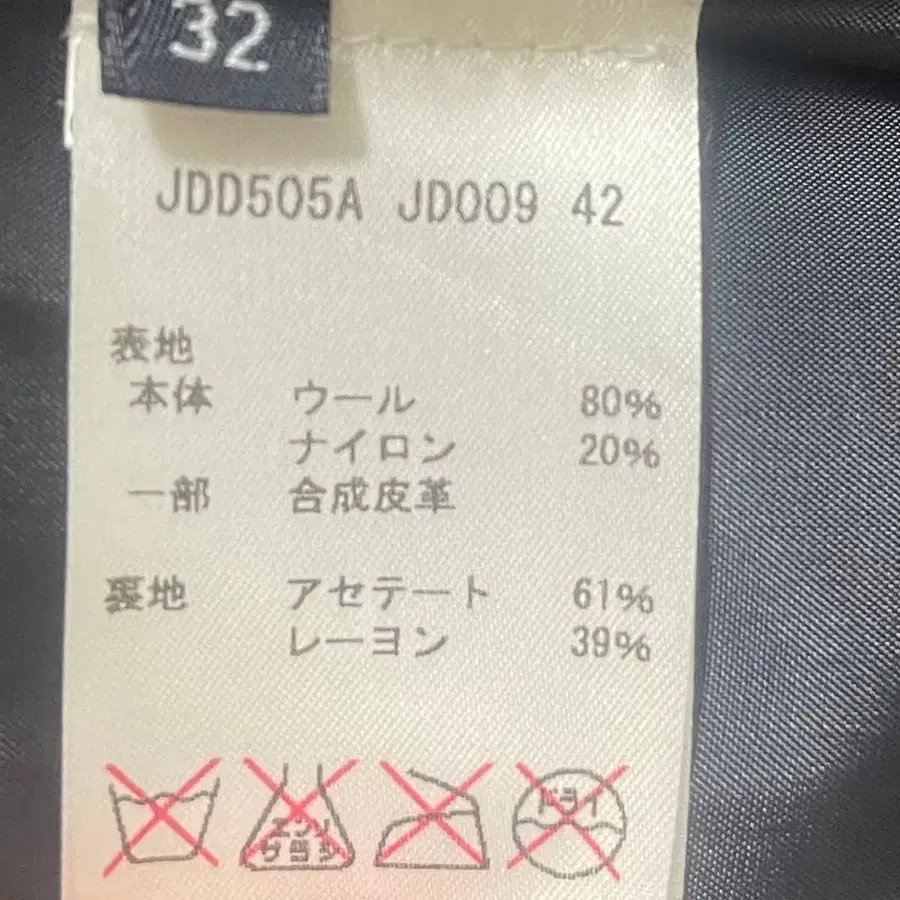 32
JDD505A JD009 42
表地
本体 ウール 80%
ナイロン 20%
一部 合成皮革
裏地 アセテート 61%
レーヨン 39%
エンソ
サラシ
ドライ